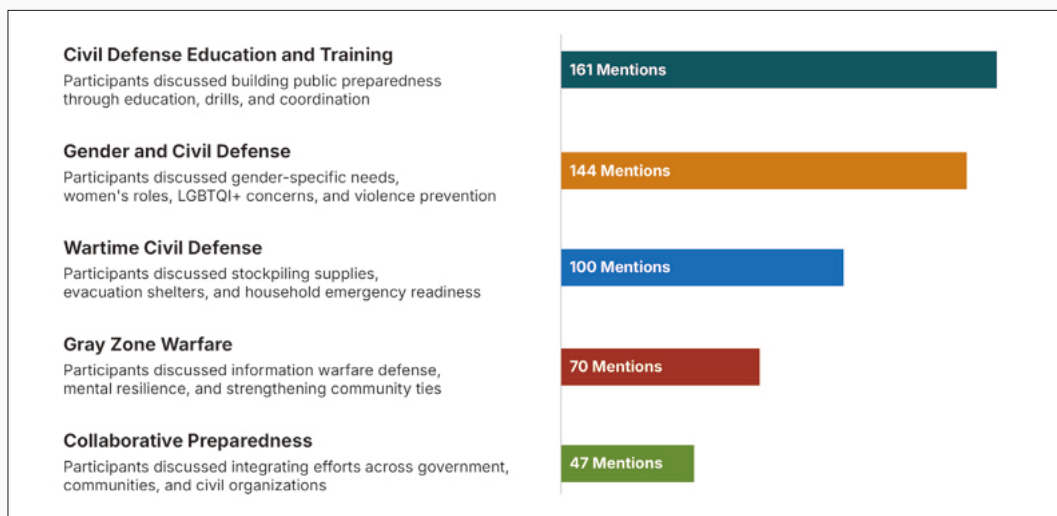 Civil Defense Education and Training
Participants discussed building public preparedness
through education, drills, and coordination
161 Mentions
Gender and Civil Defense
Participants discussed gender-specific needs,
women's roles, LGBTQI+ concerns, and violence prevention
144 Mentions
Wartime Civil Defense
Participants discussed stockpiling supplies,
evacuation shelters, and household emergency readiness
100 Mentions
Gray Zone Warfare
Participants discussed information warfare defense,
mental resilience, and strengthening community ties
70 Mentions
Collaborative Preparedness
Participants discussed integrating efforts across government,
communities, and civil organizations
47 Mentions